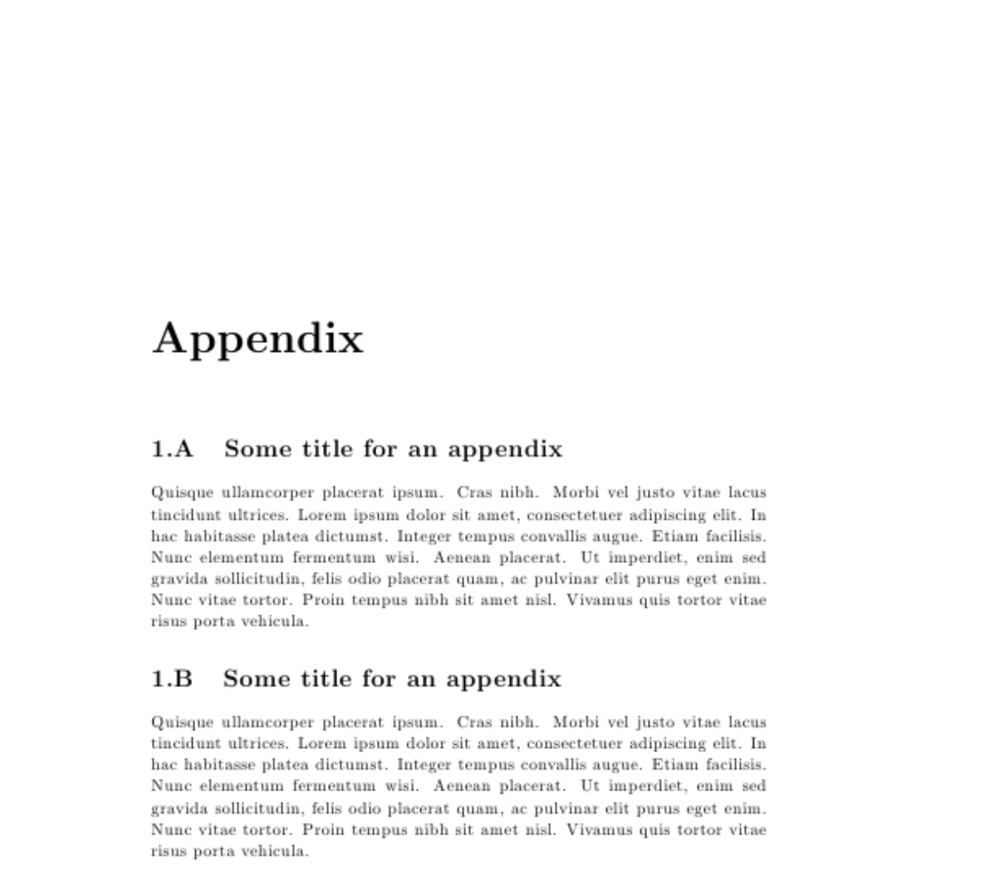 Appendix
1.A Some title for an appendix
Quisque ullamcorper placerat ipsum. Cras nibh. Morbi vel justo vitae lacus
tincidunt ultrices. Lorem ipsum dolor sit amet, consectetuer adipiscing elit. In
hac habitasse platea dictumst. Integer tempus convallis augue. Etiam facilisis.
Nunc elementum fermentum wisi. Aenean placerat. Ut imperdiet, enim sed
gravida sollicitudin, felis odio placerat quam, ac pulvinar elit purus eget enim.
Nunc vitae tortor. Proin tempus nibh sit amet nisl. Vivamus quis tortor vitae
risus porta vehicula.
1.B Some title for an appendix
Quisque ullamcorper placerat ipsum. Cras nibh. Morbi vel justo vitae lacus
tincidunt ultrices. Lorem ipsum dolor sit amet, consectetuer adipiscing elit. In
hac habitasse platea dictumst. Integer tempus convallis augue. Etiam facilisis.
Nunc elementum fermentum wisi. Aenean placerat. Ut imperdiet, enim sed
gravida sollicitudin, felis odio placerat quam, ac pulvinar elit purus eget enim.
Nunc vitae tortor. Proin tempus nibh sit amet nisl. Vivamus quis tortor vitae
risus porta vehicula.